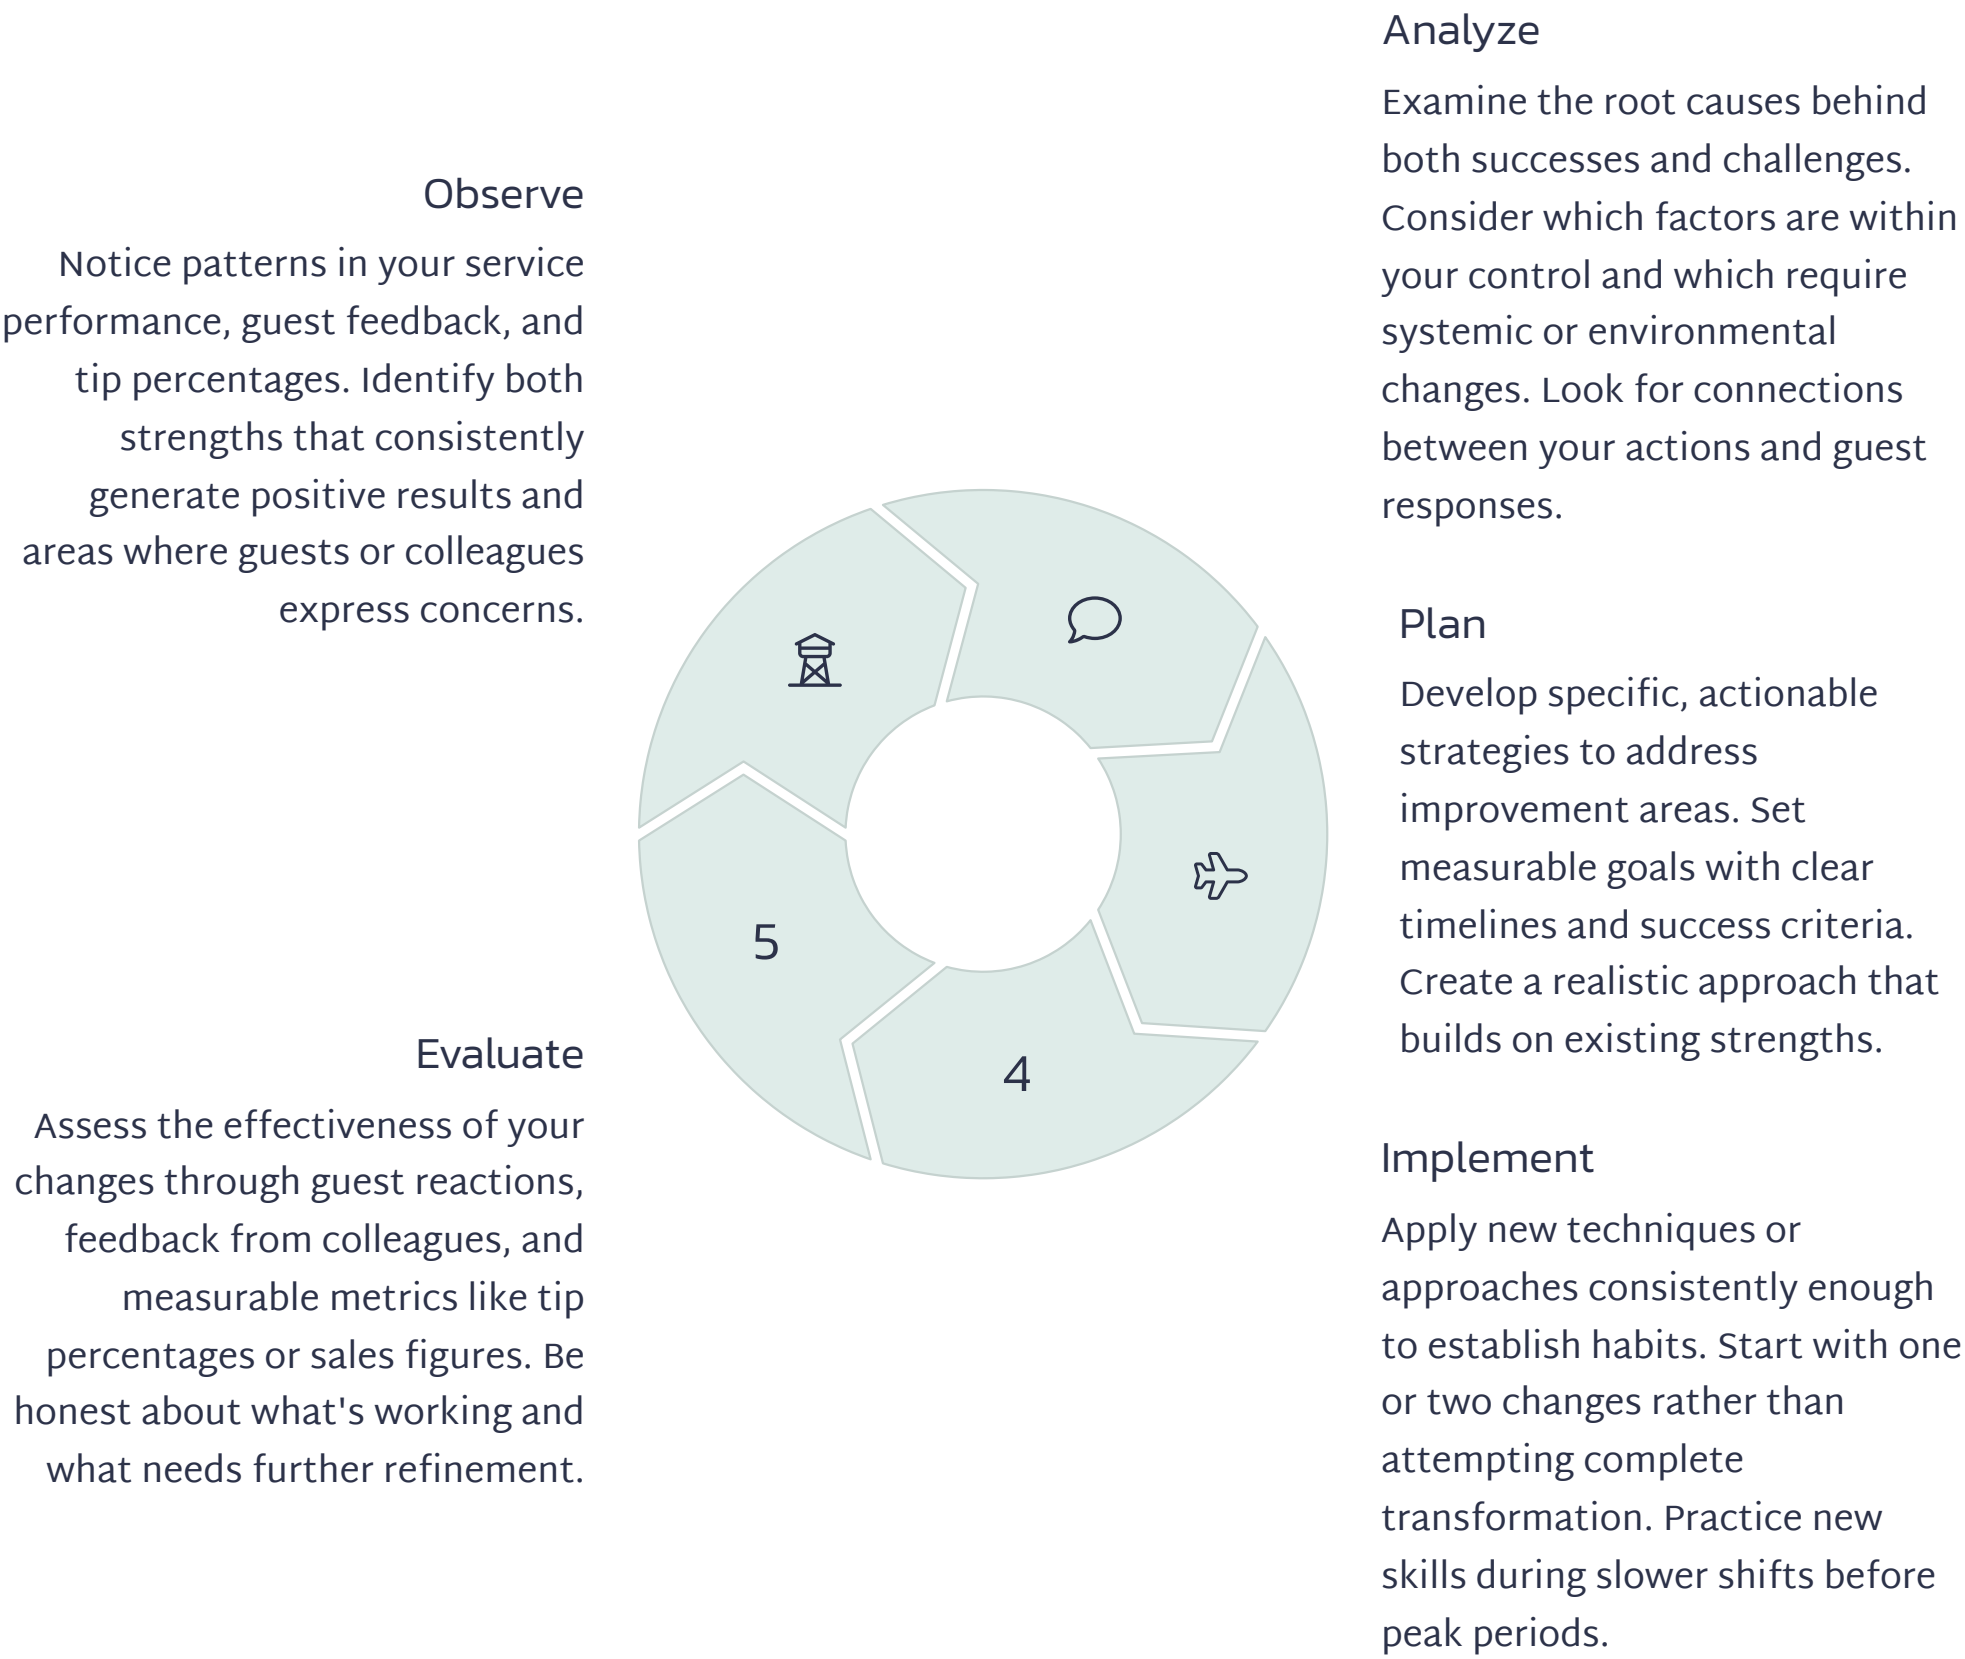 Observe
Notice patterns in your service
performance, guest feedback, and
tip percentages. Identify both
strengths that consistently
generate positive results and
areas where guests or colleagues
express concerns.
Analyze
Examine the root causes behind
both successes and challenges.
Consider which factors are within
your control and which require
systemic or environmental
changes. Look for connections
between your actions and guest
responses.
Plan
Develop specific, actionable
strategies to address
improvement areas. Set
measurable goals with clear
timelines and success criteria.
Create a realistic approach that
builds on existing strengths.
4
Implement
Apply new techniques or
approaches consistently enough
to establish habits. Start with one
or two changes rather than
attempting complete
transformation. Practice new
skills during slower shifts before
peak periods.
5
Evaluate
Assess the effectiveness of your
changes through guest reactions,
feedback from colleagues, and
measurable metrics like tip
percentages or sales figures. Be
honest about what's working and
what needs further refinement.